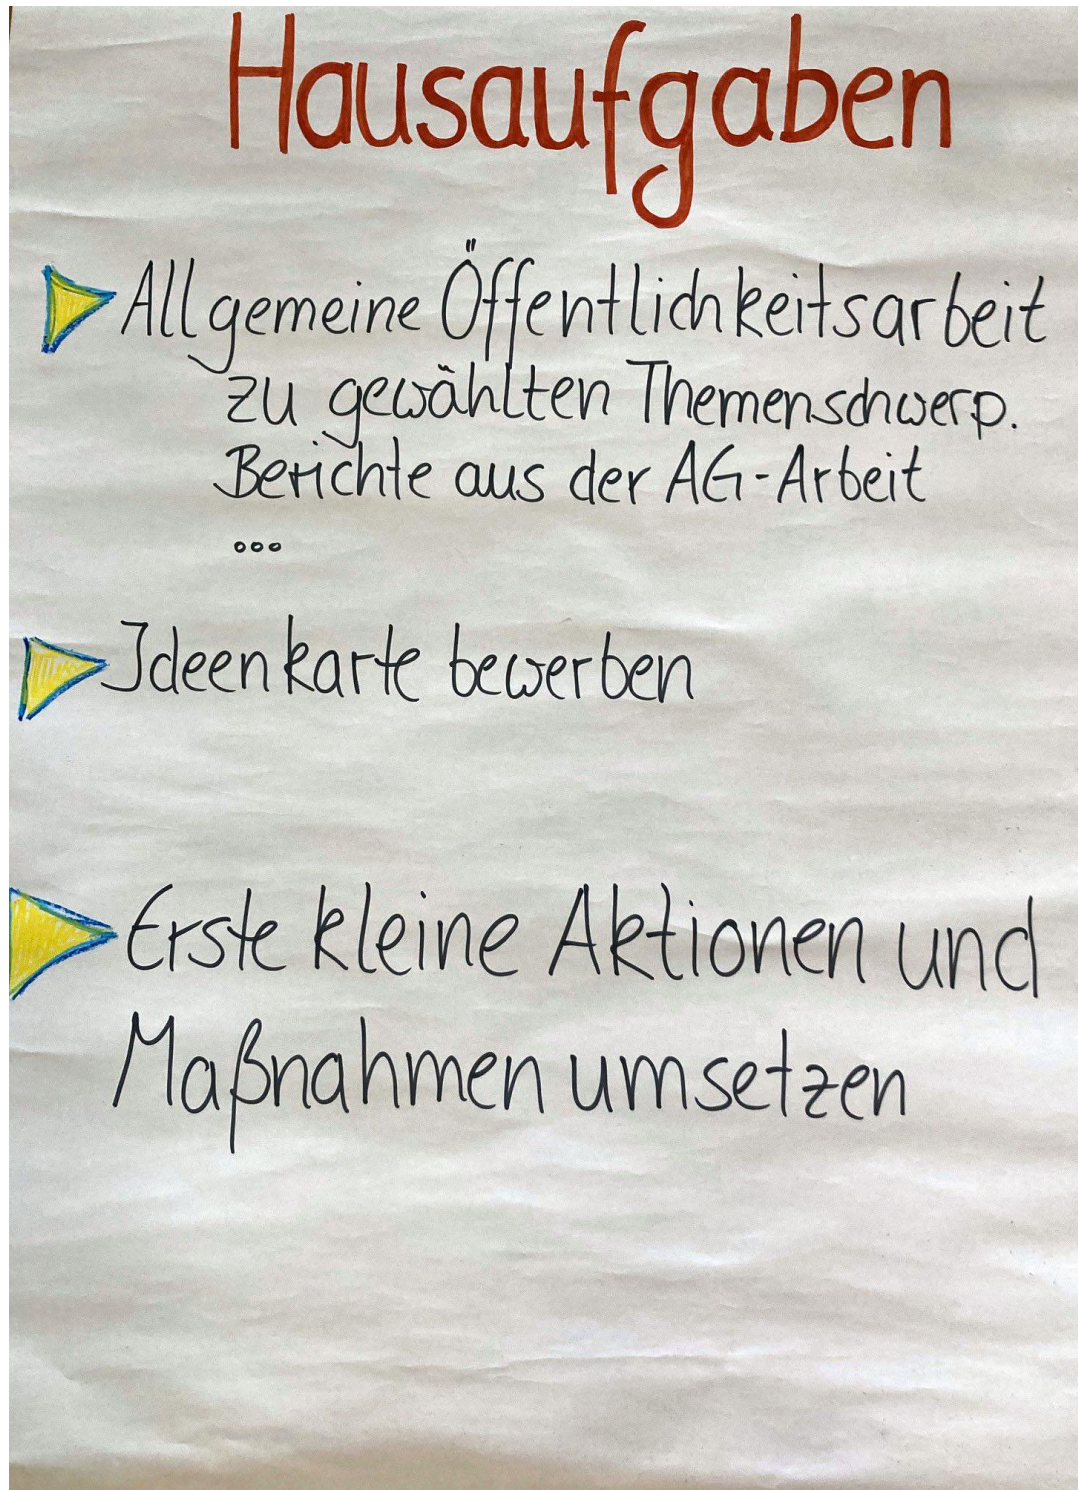 Hausaufgaben
Allgemeine Öffentlichkeitsarbeit
zu gewählten Themenschwerp.
Berichte aus der AG-Arbeit
...
Ideenkarte bewerben
Erste kleine Aktionen und
Maßnahmen umsetzen